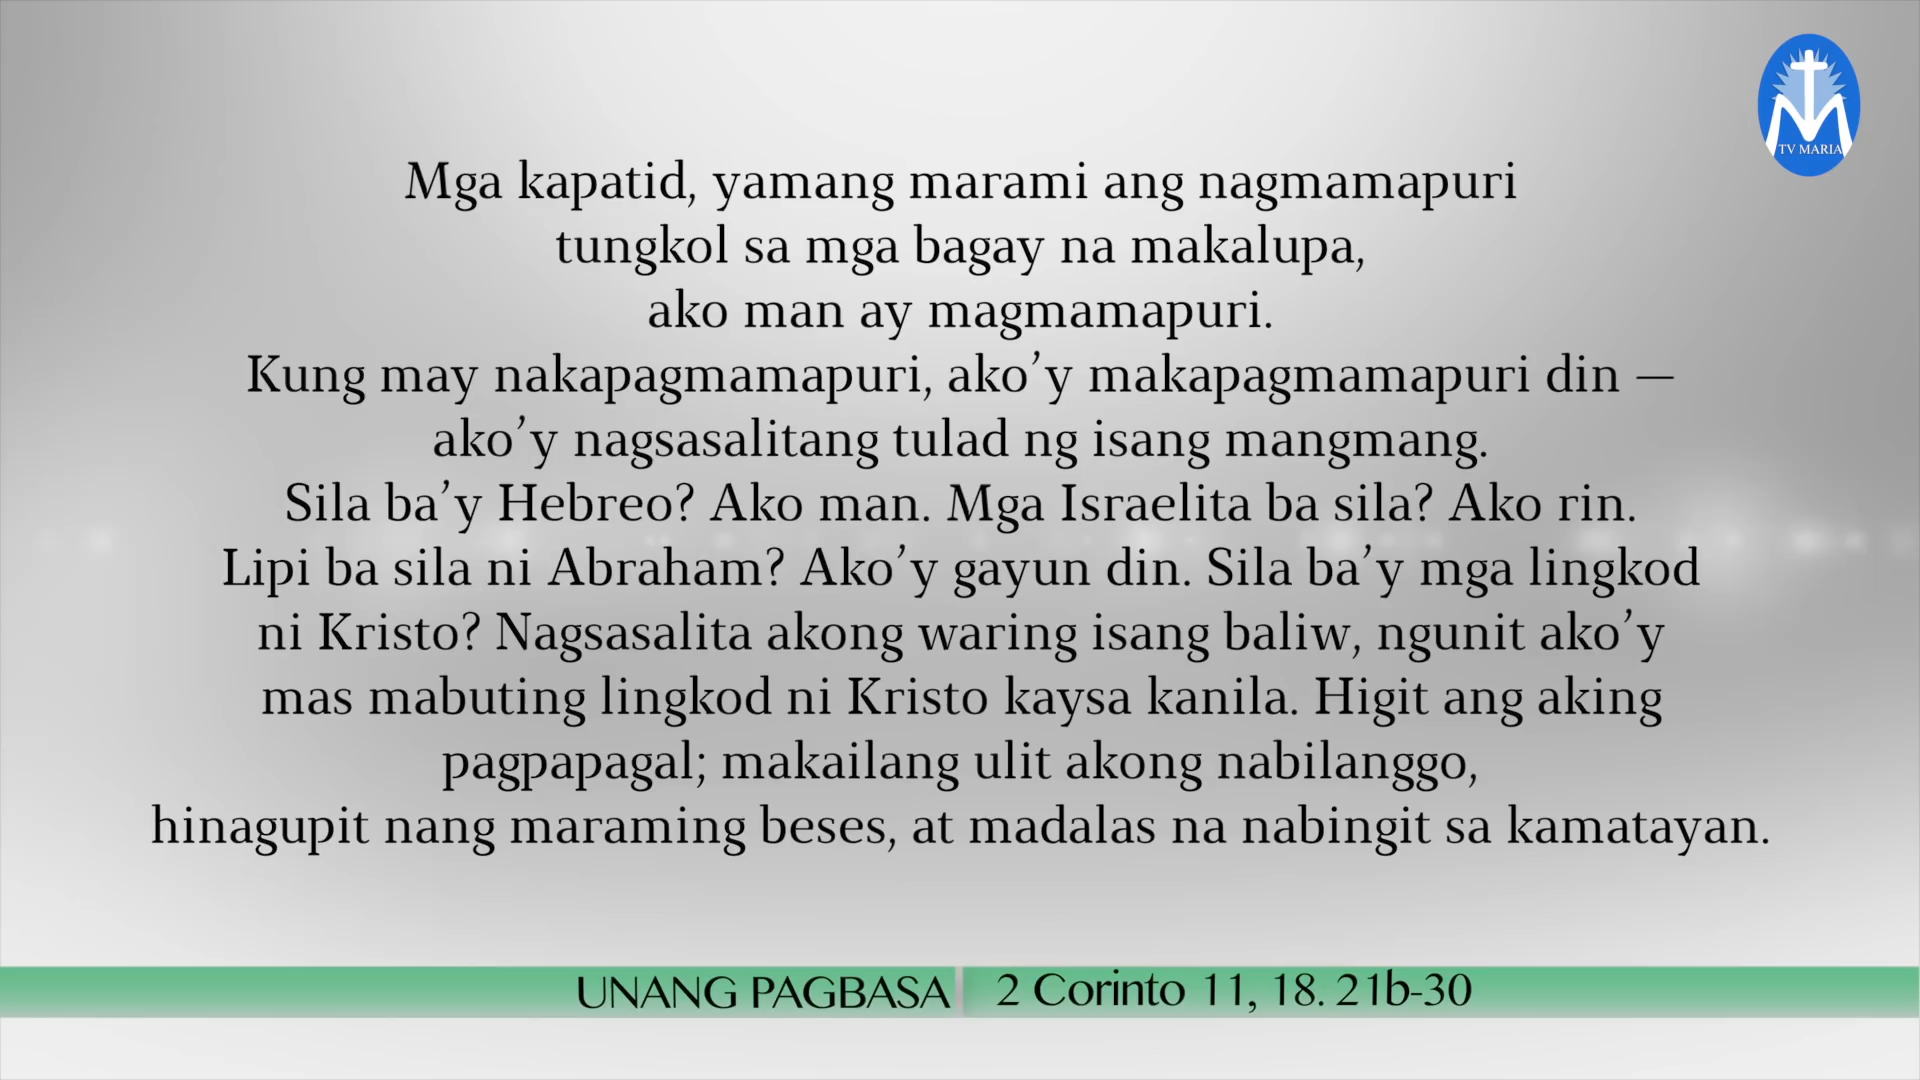 TV MARIA
Mga kapatid, yamang marami ang nagmamapuri
tungkol sa mga bagay na makalupa,
ako man ay magmamapuri.
Kung may nakapagmamapuri, ako’y makapagmamapuri din —
ako’y nagsasalitang tulad ng isang mangmang.
Sila ba’y Hebreo? Ako man. Mga Israelita ba sila? Ako rin.
Lipi ba sila ni Abraham? Ako’y gayun din. Sila ba’y mga lingkod
ni Kristo? Nagsasalita akong waring isang baliw, ngunit ako’y
mas mabuting lingkod ni Kristo kaysa kanila. Higit ang aking
pagpapagal; makailang ulit akong nabilanggo,
hinagupit nang maraming beses, at madalas na nabingit sa kamatayan.
UNANG PAGBASA 2 Corinto 11, 18. 21b-30